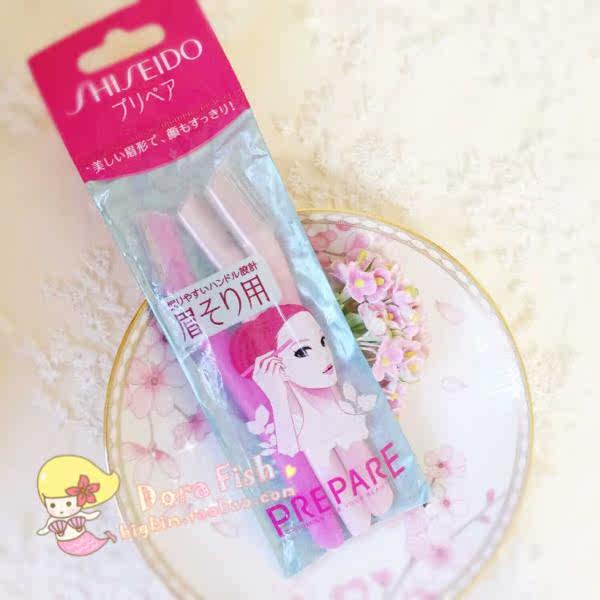 SHISEIDO
プリペア
美しい眉形で、顔もすっきり!
りやすいハンドル設計
眉そり用
PREPARE
Dora Fish
bigbin.taobao.com